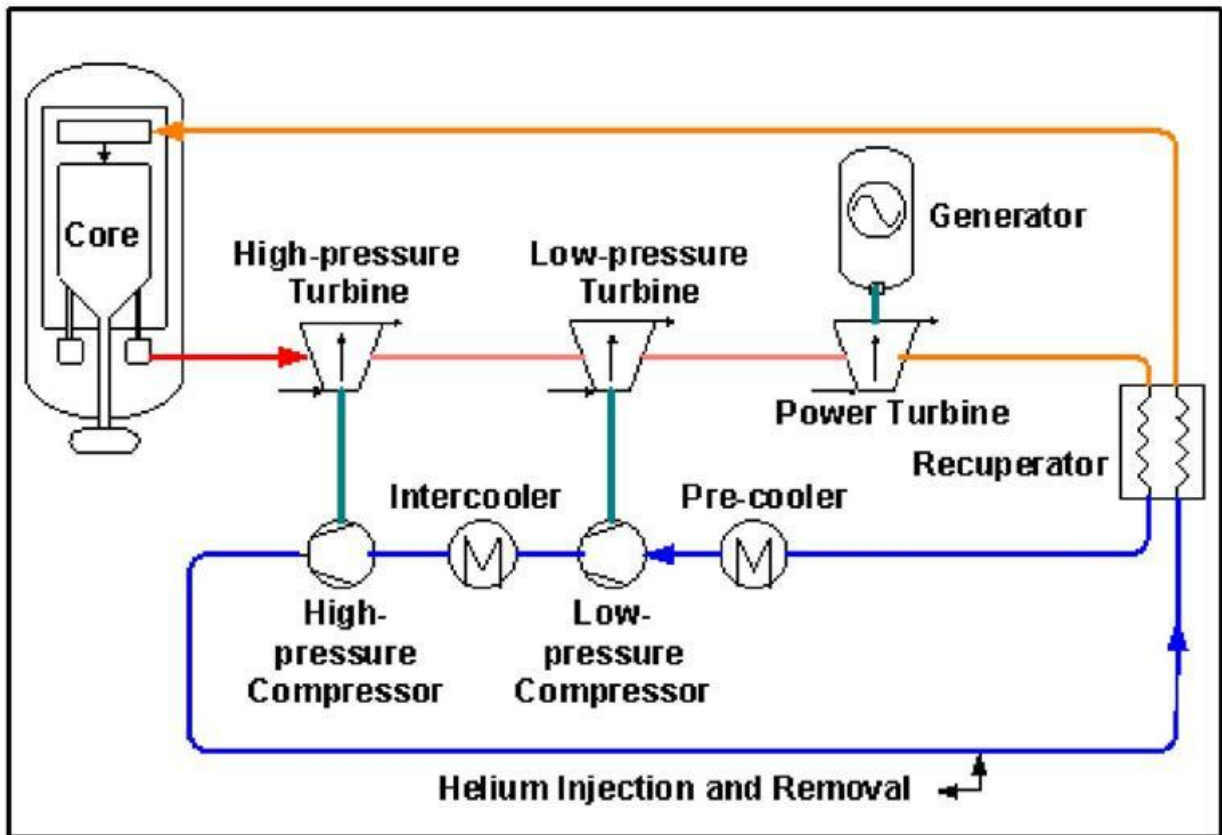 Core
High-pressure
Turbine
Low-pressure
Turbine
Generator
Power Turbine
Recuperator
Intercooler
Pre-cooler
High-
pressure
Compressor
Low-
pressure
Compressor
Helium Injection and Removal